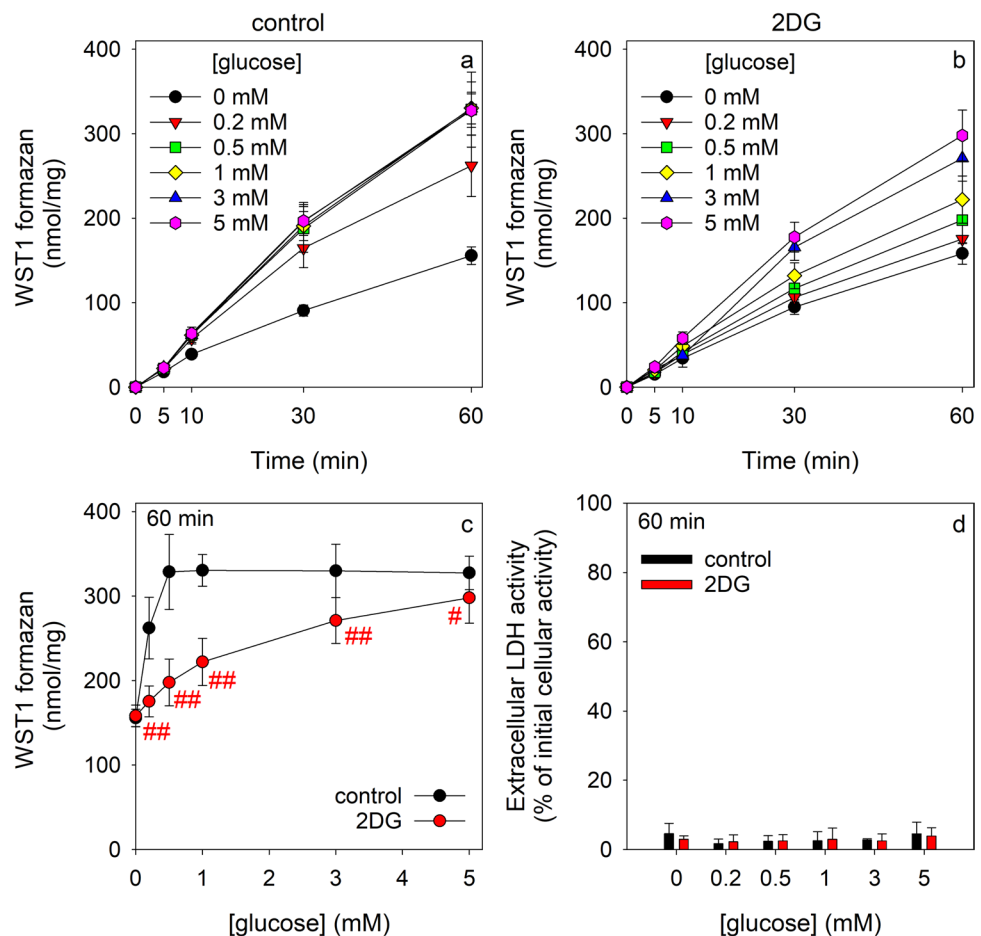 control
a
[glucose]
0 mM
0.2 mM
0.5 mM
1 mM
3 mM
5 mM
WST1 formazan
(nmol/mg)
400
300
200
100
0
0 5 10 30 60
Time (min)
2DG
b
[glucose]
0 mM
0.2 mM
0.5 mM
1 mM
3 mM
5 mM
WST1 formazan
(nmol/mg)
400
300
200
100
0
0 5 10 30 60
Time (min)
60 min
c
WST1 formazan
(nmol/mg)
400
300
200
100
0
##
##
##
##
#
control
2DG
0 1 2 3 4 5
[glucose] (mM)
60 min
d
control
2DG
Extracellular LDH activity
(% of initial cellular activity)
100
80
60
40
20
0
0 0.2 0.5 1 3 5
[glucose] (mM)